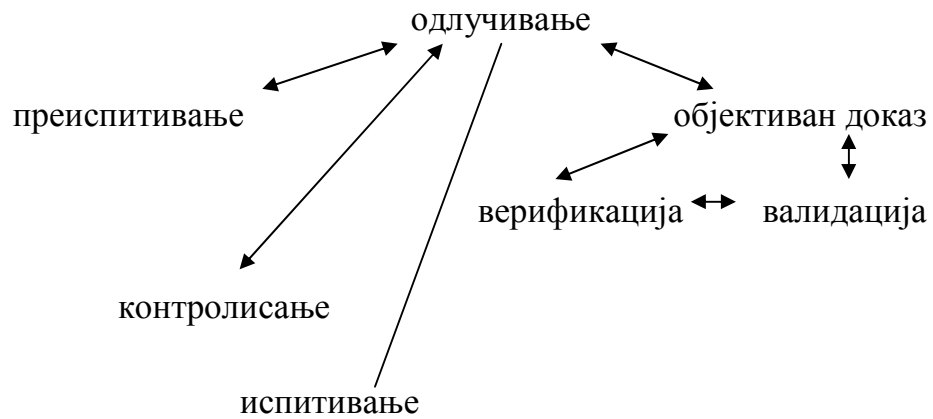 одлучивање
преиспитивање
објективан доказ
верификација
валидација
контролисање
испитивање